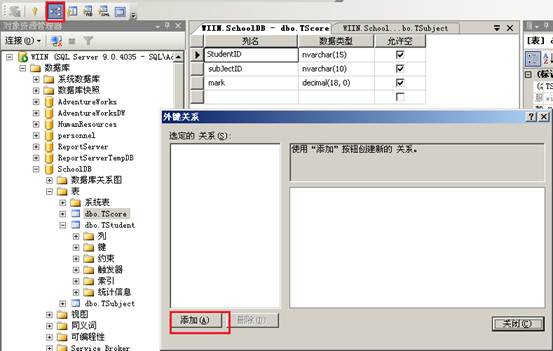 对象资源管理器
连接(O)
WIIN (SQL Server 9.0.4035 - SQL\Ad
数据库
系统数据库
数据库快照
AdventureWorks
AdventureWorksDW
HumanResources
personnel
ReportServer
ReportServerTempDB
SchoolDB
数据库关系图
表
系统表
dbo.TScore
dbo.TStudent
列
键
约束
触发器
索引
统计信息
dbo.TSubject
视图
同义词
可编程性
Service Broker
WIIN.SchoolDB - dbo.TScore
WIIN.School...bo.TSubject
列名 数据类型 允许空
StudentID nvarchar(15)
subJectID nvarchar(10)
mark decimal(18, 0)
[表] d
外键关系
选定的 关系(S):
使用“添加”按钮创建新的 关系。
添加(A)
删除(D)
关闭(C)